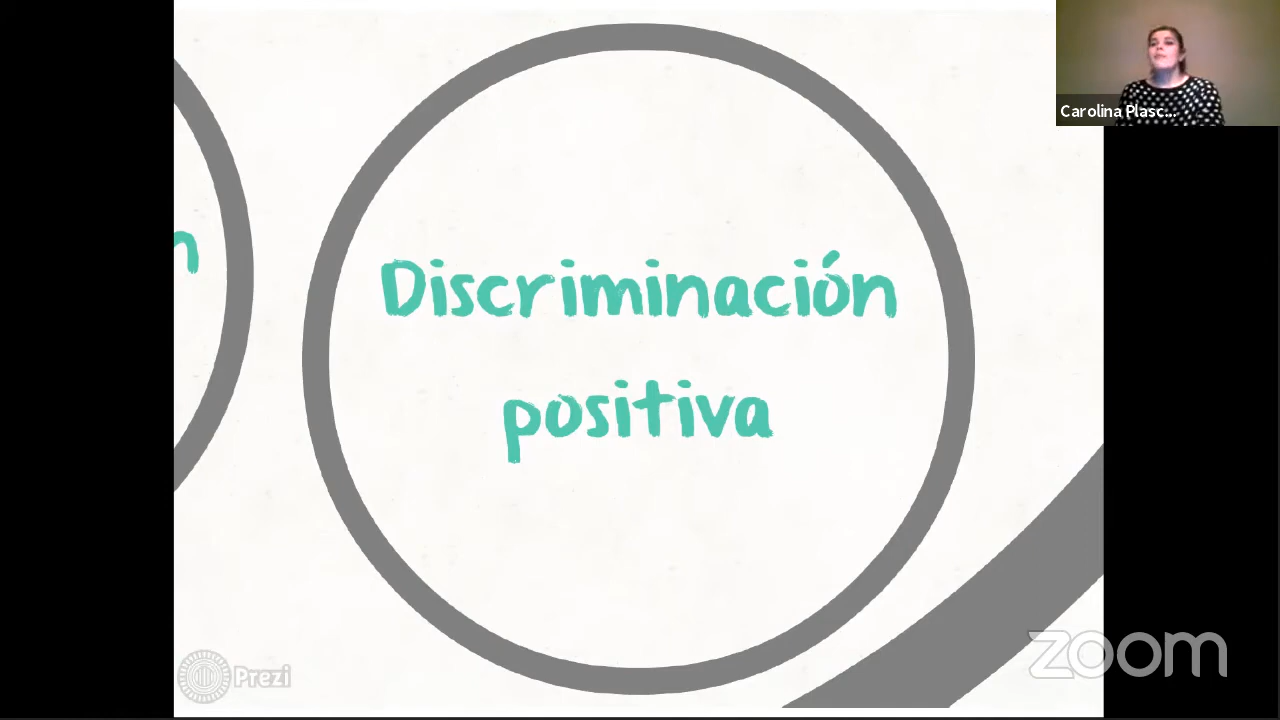 Carolina Plasc...
n
Discriminación
positiva
Prezi
zoom